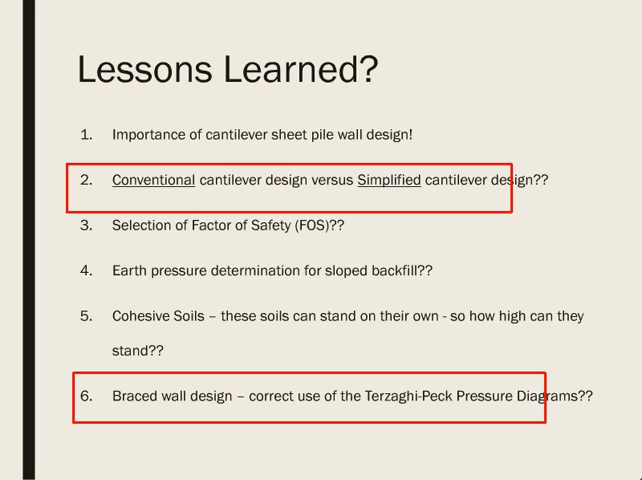 Lessons Learned?
1. Importance of cantilever sheet pile wall design!
2. Conventional cantilever design versus Simplified cantilever design??
3. Selection of Factor of Safety (FOS)??
4. Earth pressure determination for sloped backfill??
5. Cohesive Soils – these soils can stand on their own - so how high can they
stand??
6. Braced wall design – correct use of the Terzaghi-Peck Pressure Diagrams??